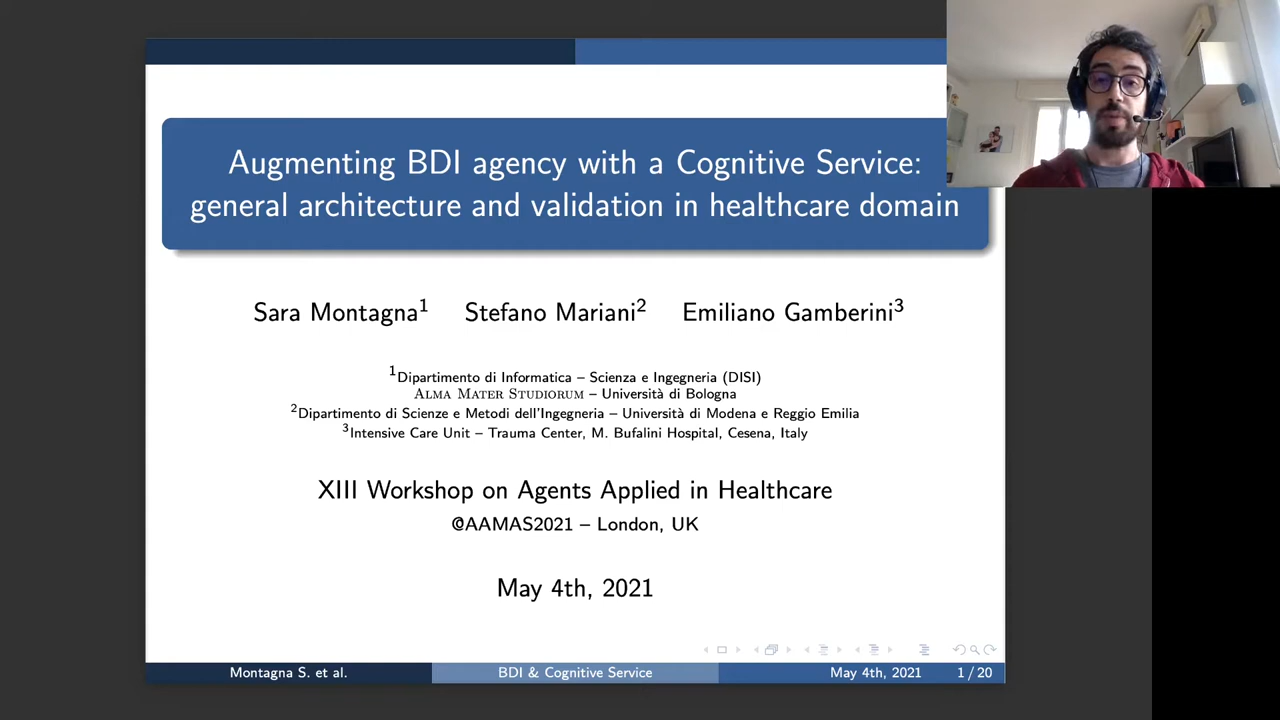 Augmenting BDI agency with a Cognitive Service:
general architecture and validation in healthcare domain
Sara Montagna1 Stefano Mariani2 Emiliano Gamberini3
1Dipartimento di Informatica – Scienza e Ingegneria (DISI)
Alma Mater Studiorum – Università di Bologna
2Dipartimento di Scienze e Metodi dell'Ingegneria – Università di Modena e Reggio Emilia
3Intensive Care Unit – Trauma Center, M. Bufalini Hospital, Cesena, Italy
XIII Workshop on Agents Applied in Healthcare
@AAMAS2021 – London, UK
May 4th, 2021
Montagna S. et al. BDI & Cognitive Service May 4th, 2021 1 / 20